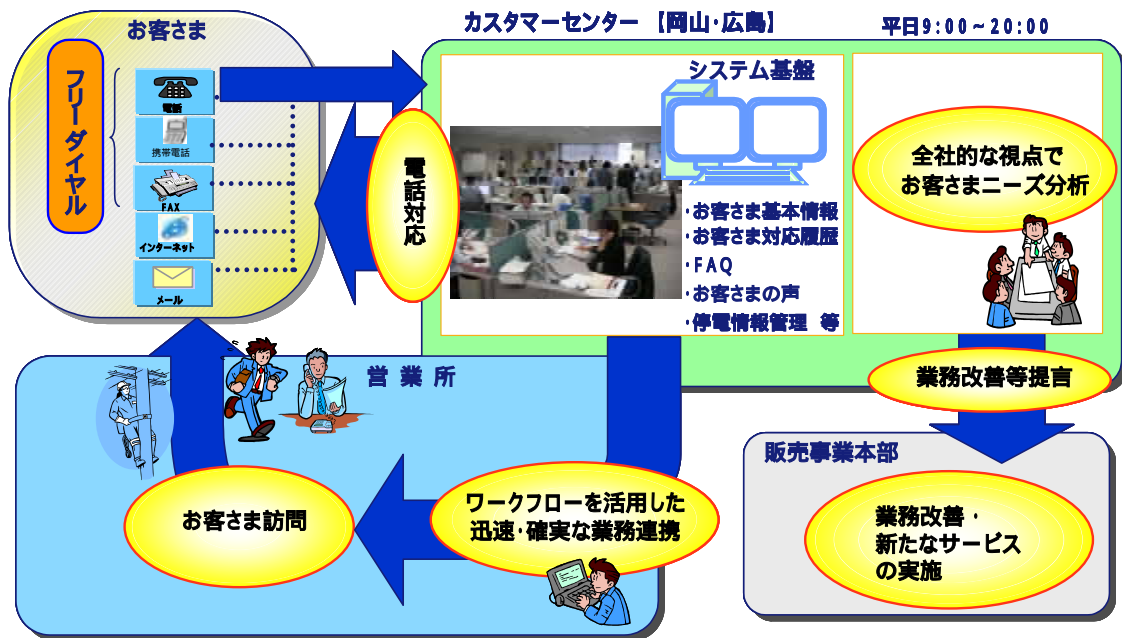 お客さま
フリーダイヤル
電話
携帯電話
FAX
インターネット
メール
カスタマーセンター 【岡山・広島】
平日9:00～20:00
電話対応
システム基盤
・お客さま基本情報
・お客さま対応履歴
・FAQ
・お客さまの声
・停電情報管理 等
全社的な視点で
お客さまニーズ分析
業務改善等提言
販売事業本部
業務改善・
新たなサービス
の実施
営業所
お客さま訪問
ワークフローを活用した
迅速・確実な業務連携